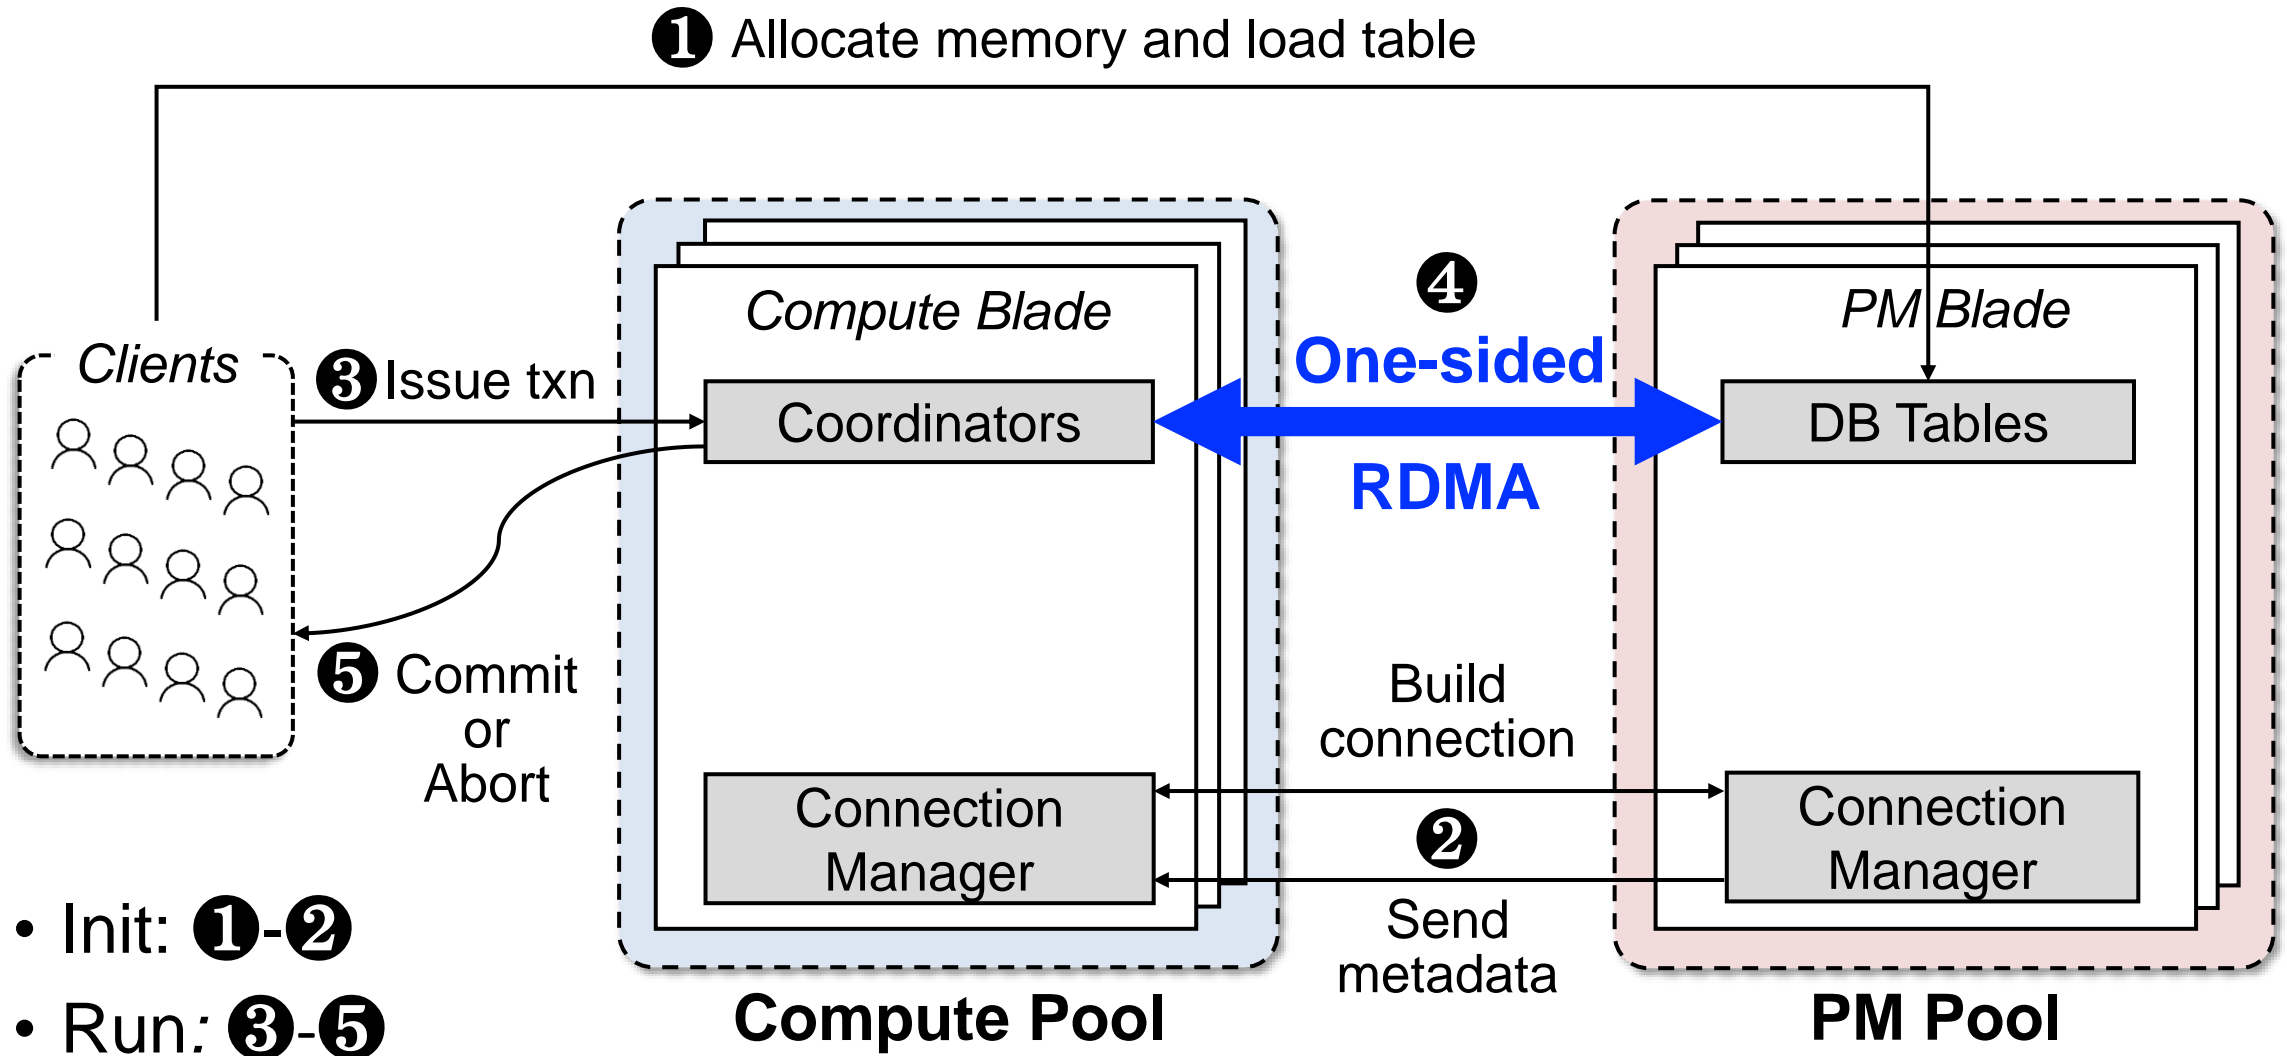 ❶ Allocate memory and load table
Clients
❸ Issue txn
❺ Commit
or
Abort
Compute Blade
Coordinators
Connection
Manager
Compute Pool
❹
One-sided
RDMA
Build
connection
❷
Send
metadata
PM Blade
DB Tables
Connection
Manager
PM Pool
• Init: ❶-❷
• Run: ❸-❺